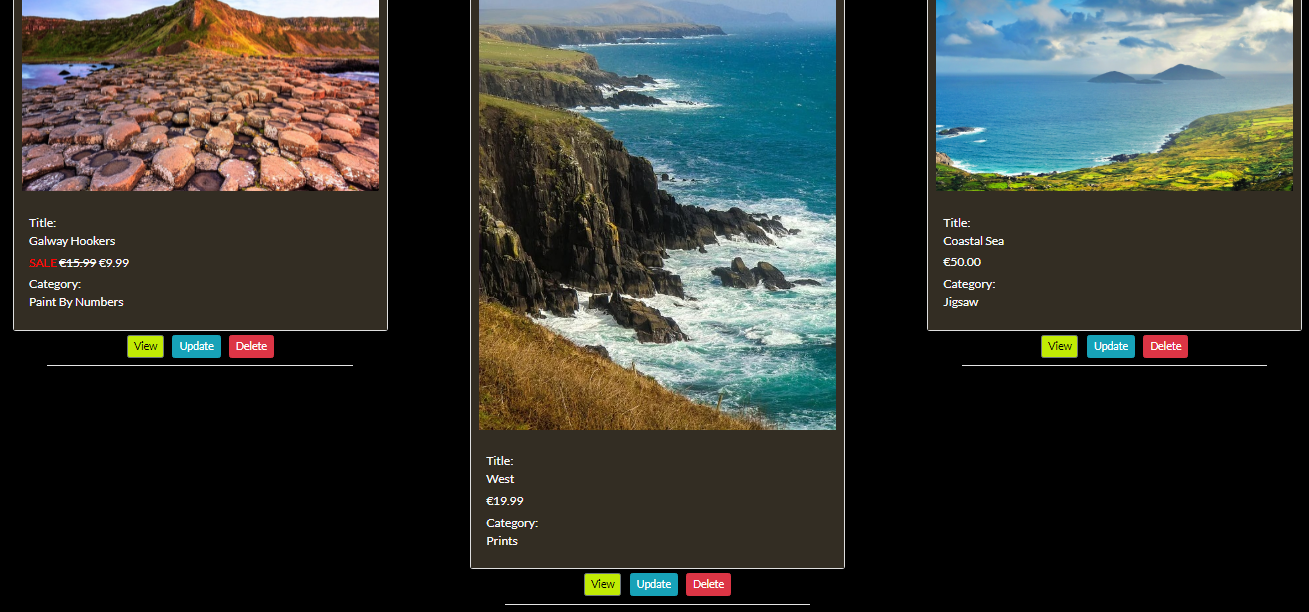 Title:
Galway Hookers
SALE €15.99 €9.99
Category:
Paint By Numbers
View Update Delete
Title:
West
€19.99
Category:
Prints
View Update Delete
Title:
Coastal Sea
€50.00
Category:
Jigsaw
View Update Delete